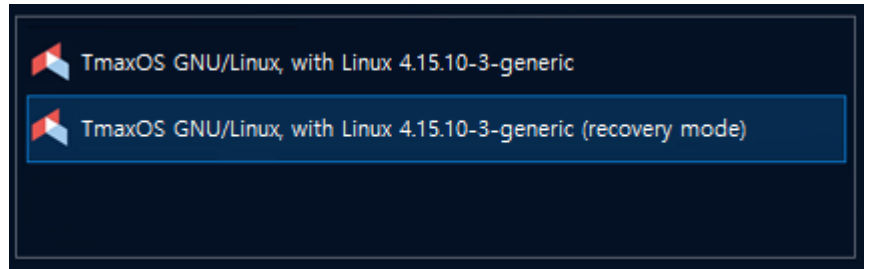 TmaxOS GNU/Linux, with Linux 4.15.10-3-generic
TmaxOS GNU/Linux, with Linux 4.15.10-3-generic (recovery mode)